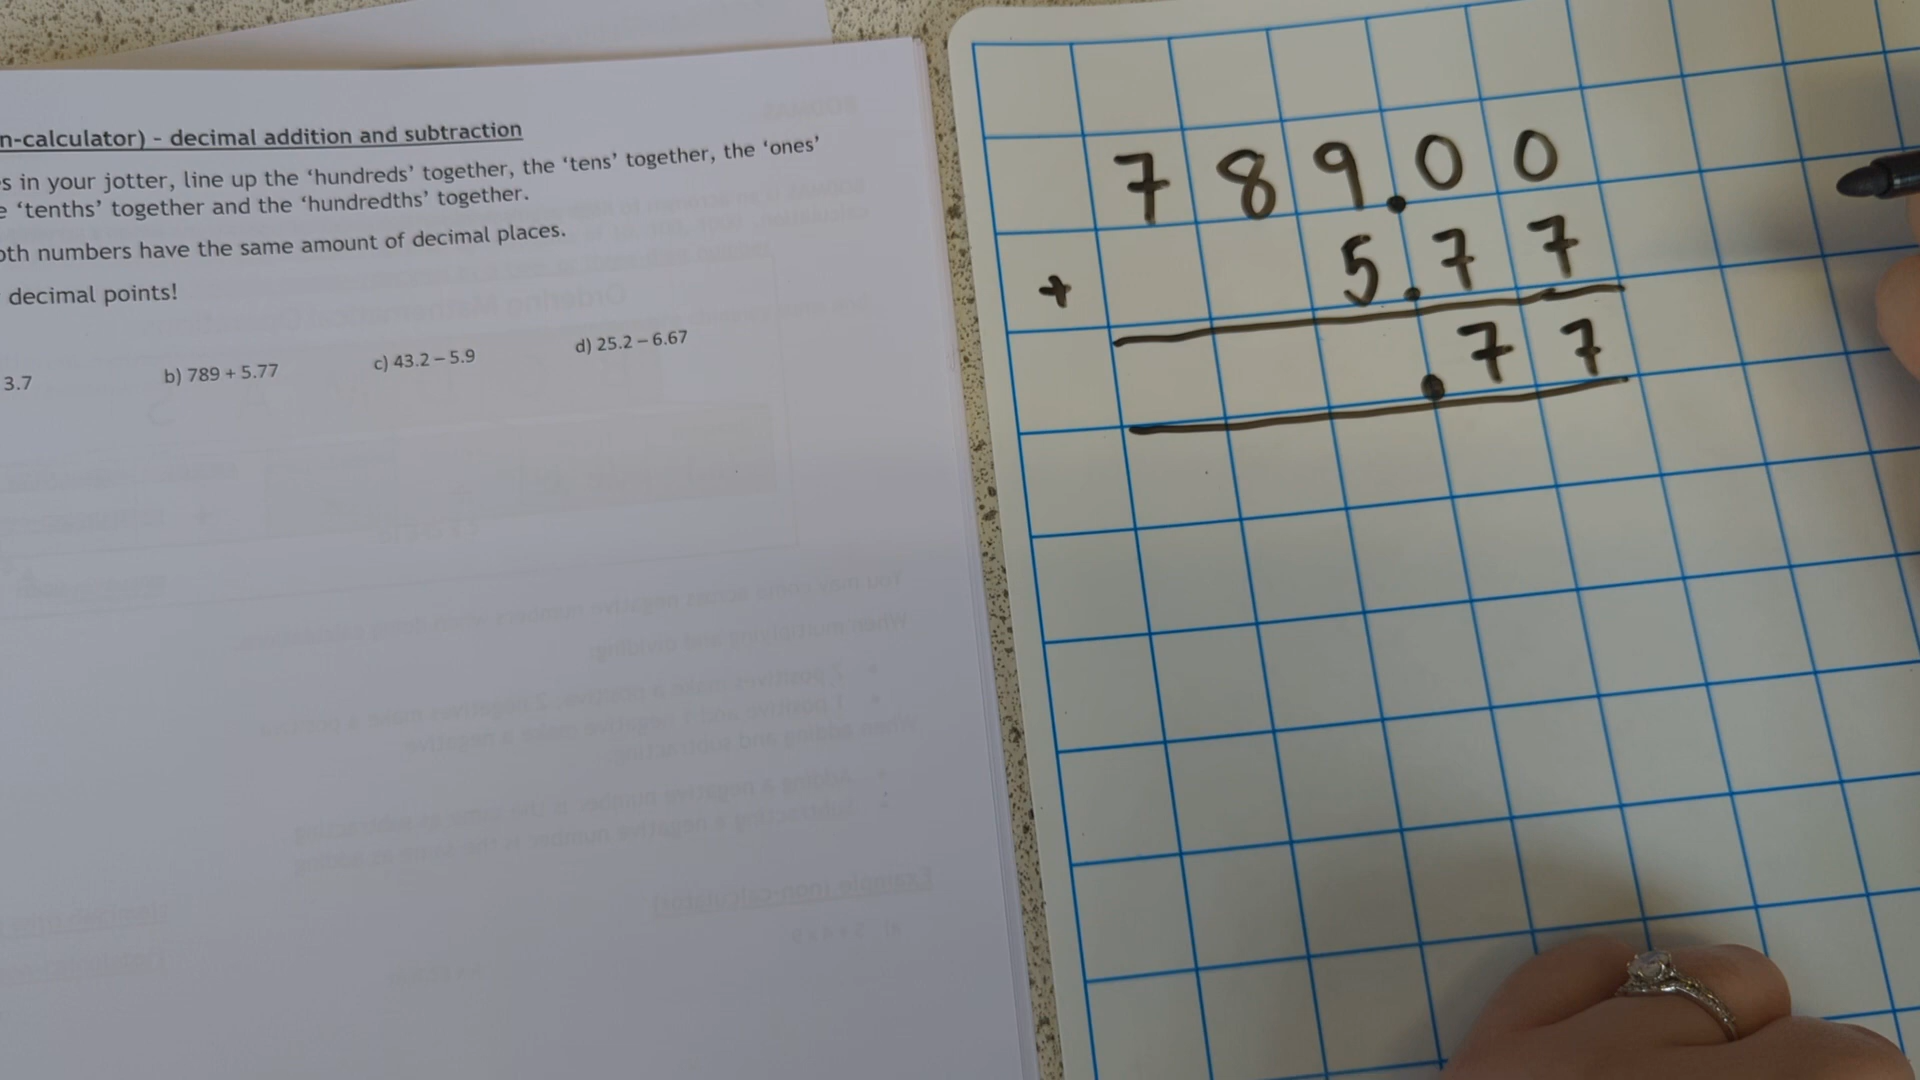 n-calculator) - decimal addition and subtraction
s in your jotter, line up the ‘hundreds’ together, the ‘tens’ together, the ‘ones’
e ‘tenths’ together and the ‘hundredths’ together.
oth numbers have the same amount of decimal places.
decimal points!
3.7 b) 789 + 5.77 c) 43.2 – 5.9 d) 25.2 – 6.67
789.00
+ 5.77
.77